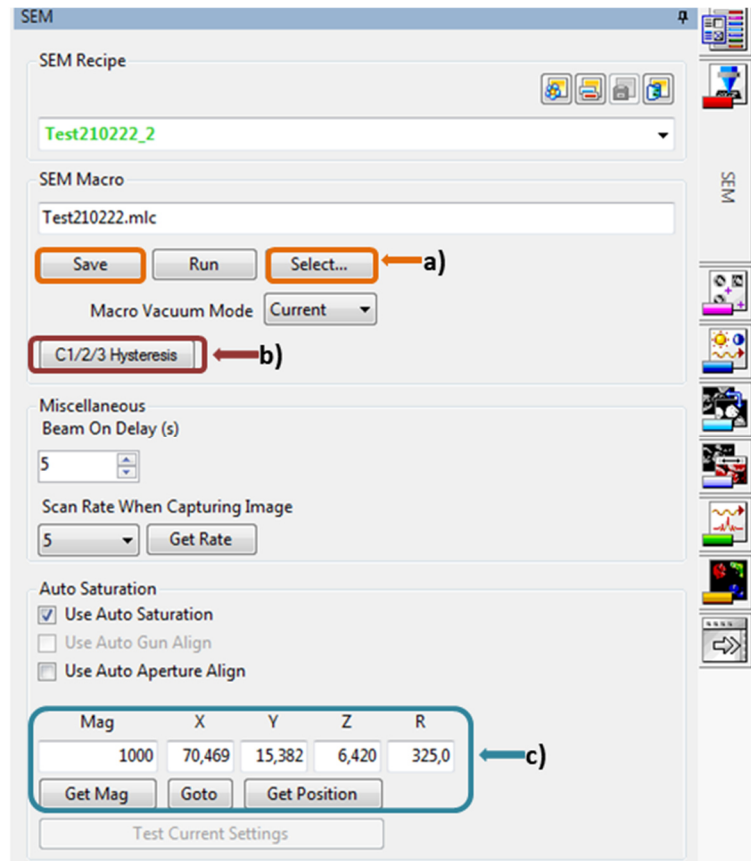 SEM
SEM Recipe
Test210222_2
SEM Macro
Test210222.mlc
Save Run Select... a)
Macro Vacuum Mode Current
C1/2/3 Hysteresis b)
Miscellaneous
Beam On Delay (s)
5
Scan Rate When Capturing Image
5 Get Rate
Auto Saturation
Use Auto Saturation
Use Auto Gun Align
Use Auto Aperture Align
Mag X Y Z R
1000 70,469 15,382 6,420 325,0 c)
Get Mag Goto Get Position
Test Current Settings
SEM